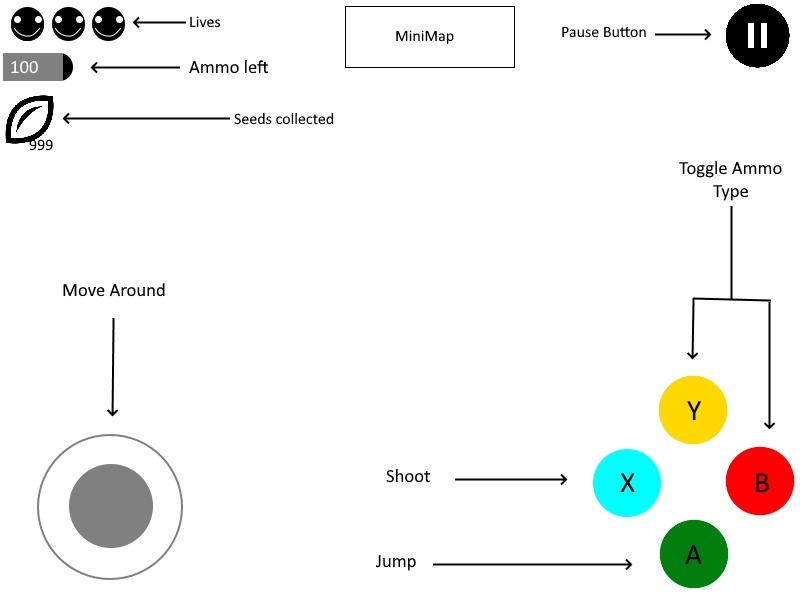 Lives
MiniMap
Pause Button
100
Ammo left
Seeds collected
999
Toggle Ammo
Type
Move Around
Y
Shoot
X
B
Jump
A